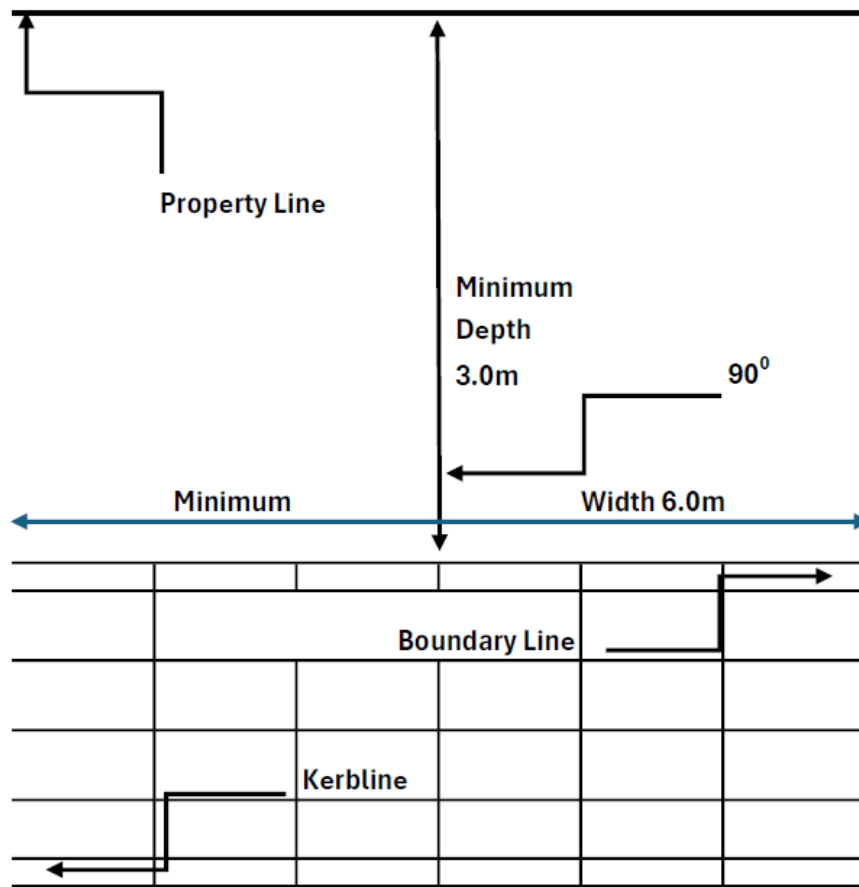 Property Line
Minimum
Depth
3.0m
90⁰
Minimum
Width 6.0m
Boundary Line
Kerbline